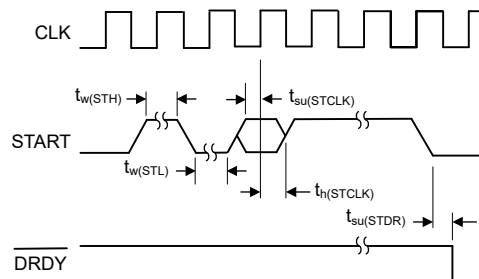 CLK
tw(STH)
tsu(STCLK)
START
tw(STL)
th(STCLK)
tsu(STDR)
DRDY